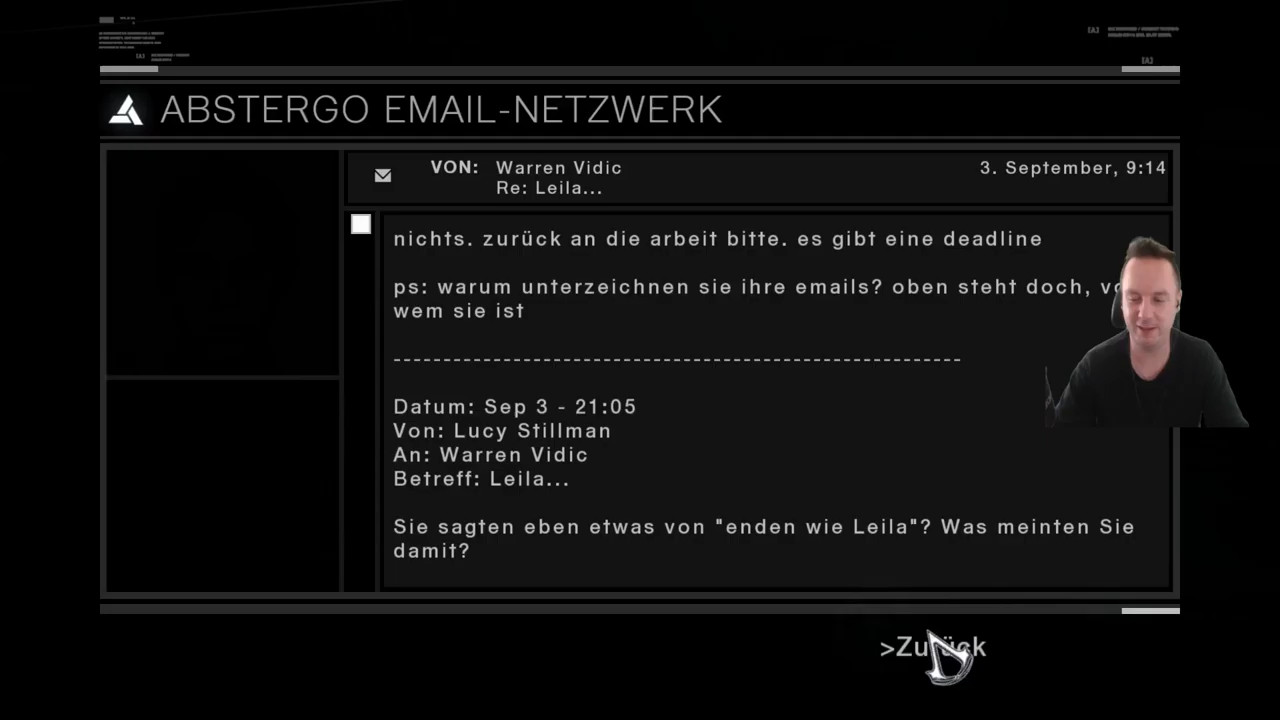 ABSTERGO EMAIL-NETZWERK
VON: Warren Vidic 3. September, 9:14
Re: Leila...
nichts. zurück an die arbeit bitte. es gibt eine deadline
ps: warum unterzeichnen sie ihre emails? oben steht doch,
wem sie ist
---------------------------------------------------------
Datum: Sep 3 - 21:05
Von: Lucy Stillman
An: Warren Vidic
Betreff: Leila...
Sie sagten eben etwas von "enden wie Leila"? Was meinten Sie
damit?
>Zurück